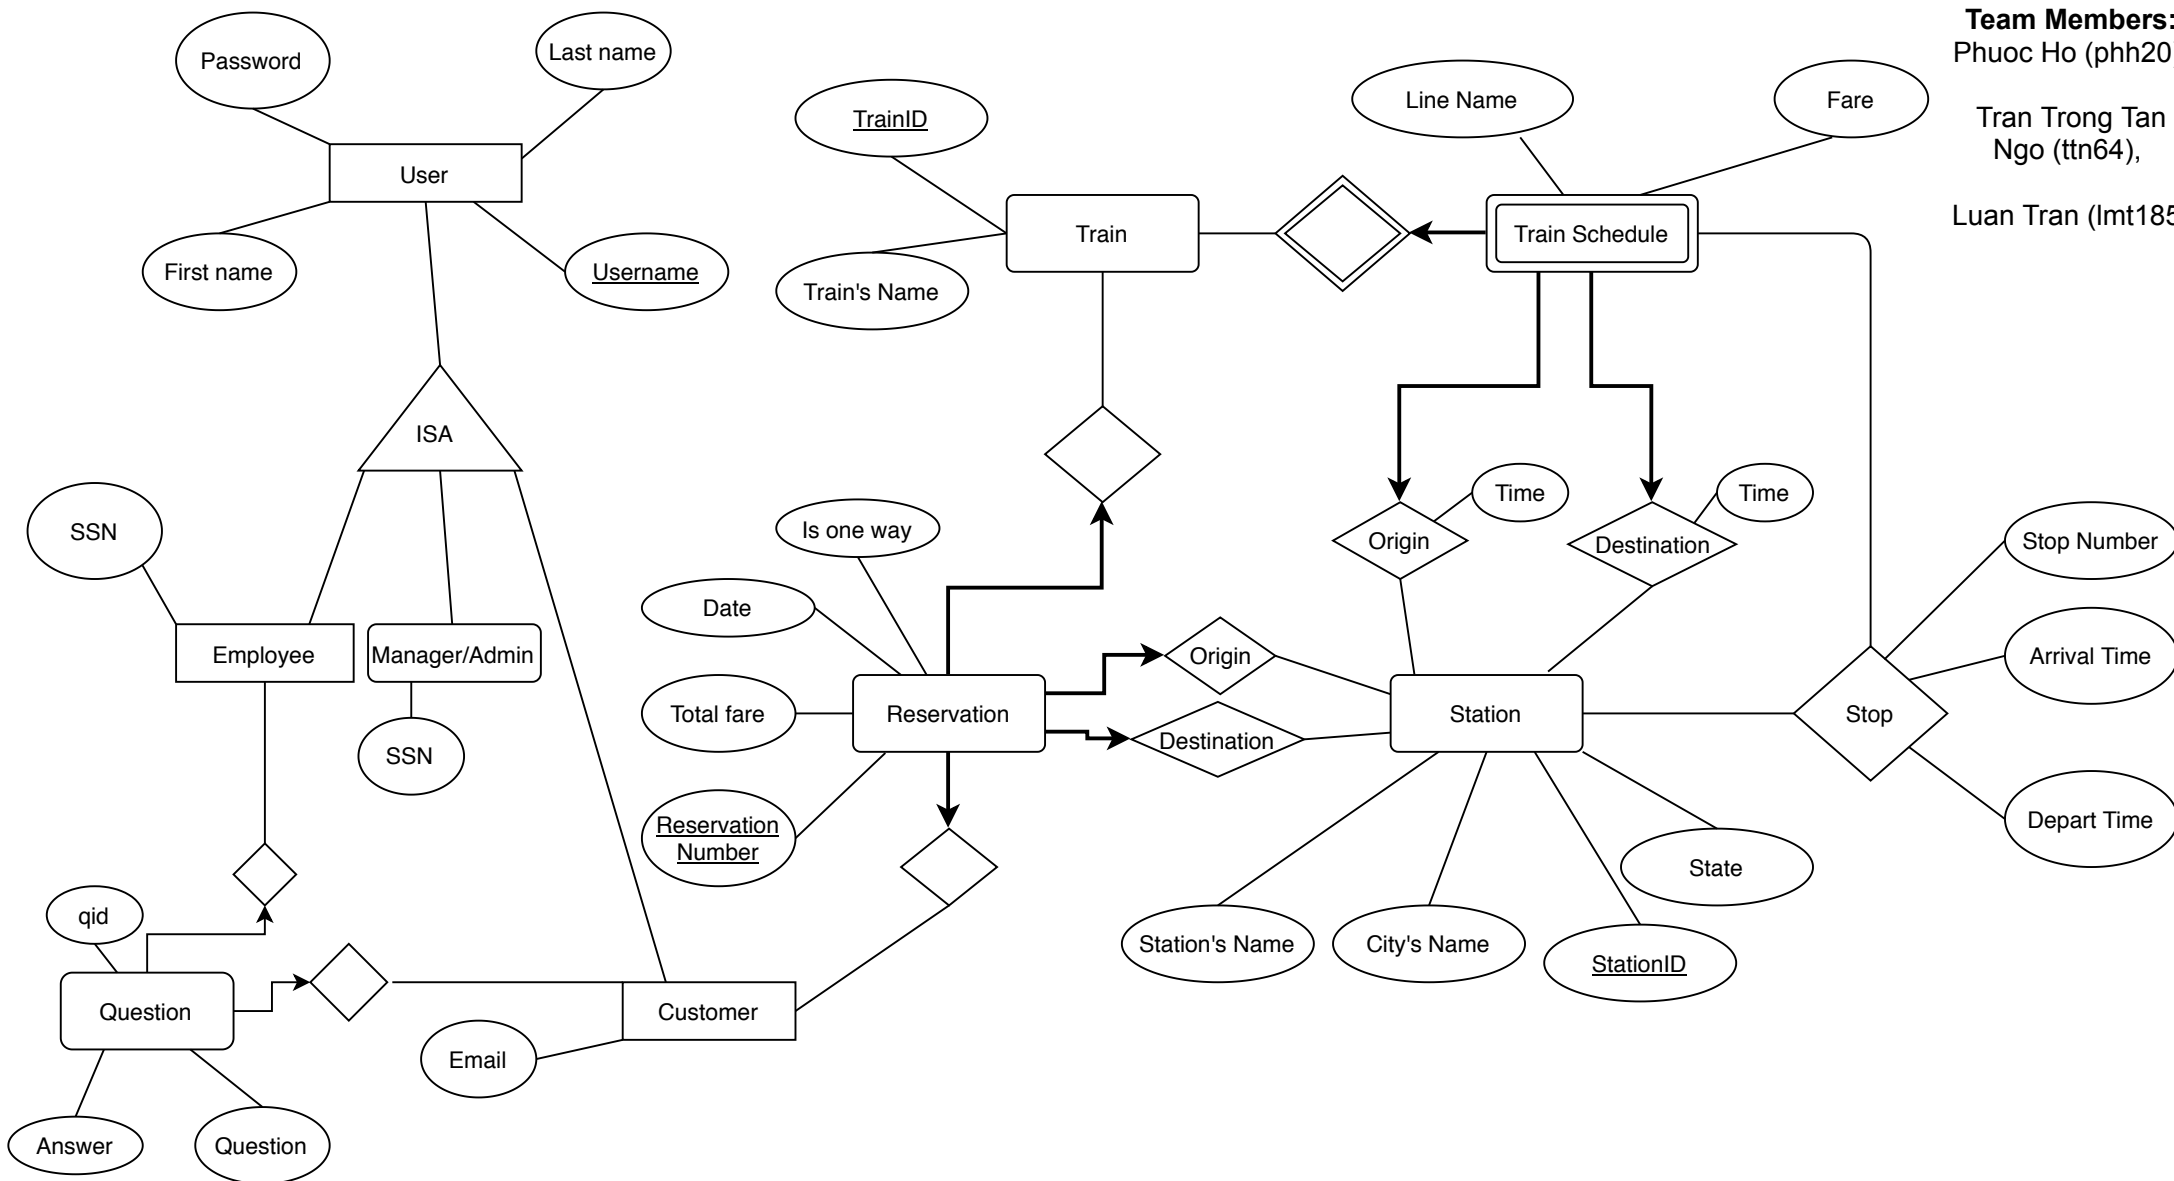 Team Members:
Phuoc Ho (phh20)
Tran Trong Tan
Ngo (ttn64),
Luan Tran (lmt185
Password
Last name
User
First name
Username
ISA
SSN
Employee
Manager/Admin
SSN
qid
Question
Answer
Question
Email
Customer
TrainID
Train's Name
Train
Line Name
Fare
Train Schedule
Is one way
Date
Total fare
Reservation
Number
Reservation
Origin
Destination
Origin
Time
Destination
Time
Station
Station's Name
City's Name
StationID
State
Stop
Stop Number
Arrival Time
Depart Time